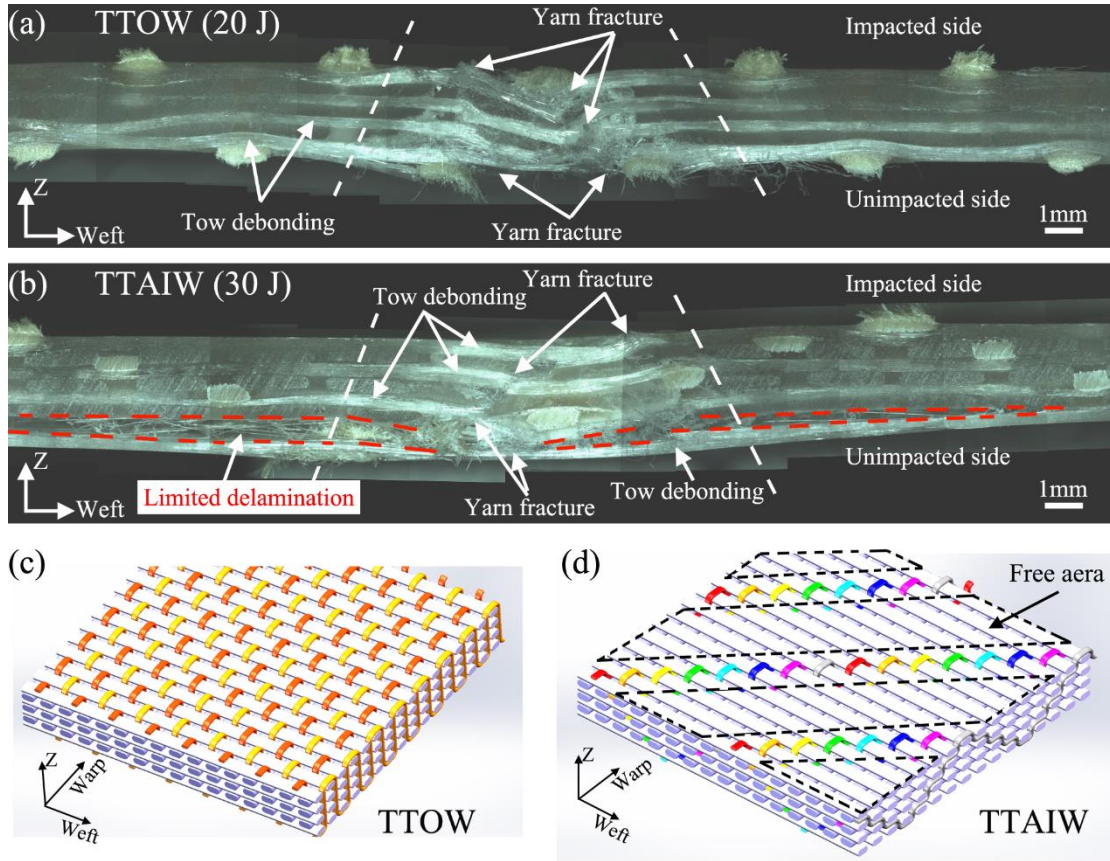 (a) TTOW (20 J)
Yarn fracture
Impacted side
Tow debonding
Yarn fracture
Unimpacted side
Z
Weft
1mm
(b) TTAIW (30 J)
Tow debonding
Yarn fracture
Impacted side
Limited delamination
Yarn fracture
Tow debonding
Unimpacted side
Z
Weft
1mm
(c)
Z
Warp
Weft
TTOW
(d)
Free aera
Z
Warp
Weft
TTAIW